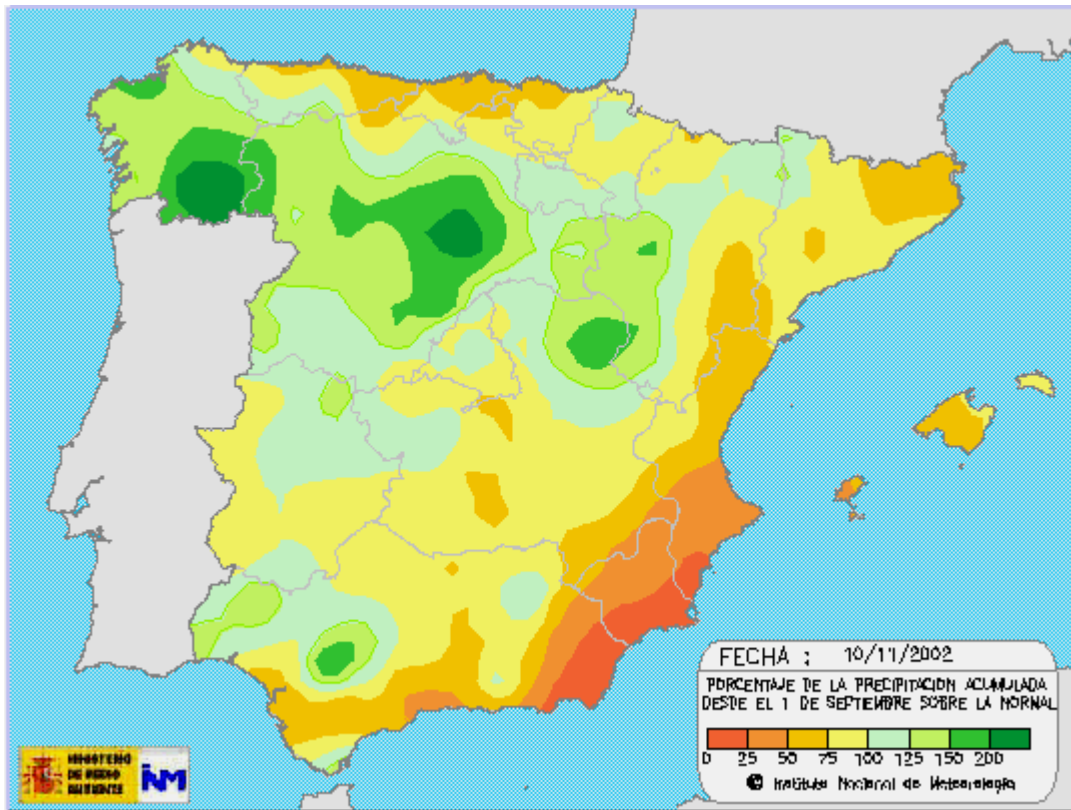 FECHA : 10/11/2002
PORCENTAJE DE LA PRECIPITACION ACUMULADA
DESDE EL 1 DE SEPTIEMBRE SOBRE LA NORMAL
0 25 50 75 100 125 150 200
© Instituto Nacional de Meteorología
MINISTERIO
DE MEDIO
AMBIENTE
INM